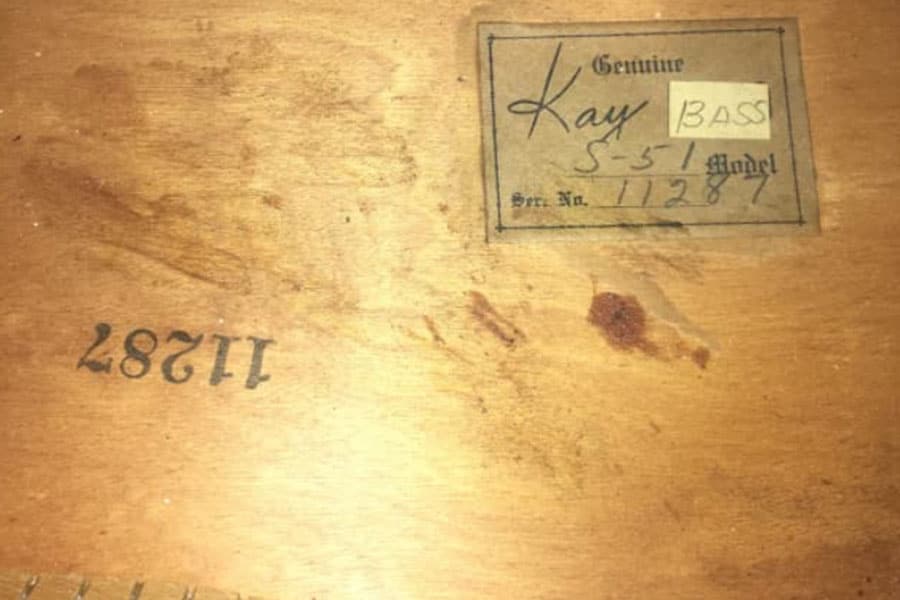 Genuine
Kay BASS
S-51 Model
Ser. No. 11287
11287